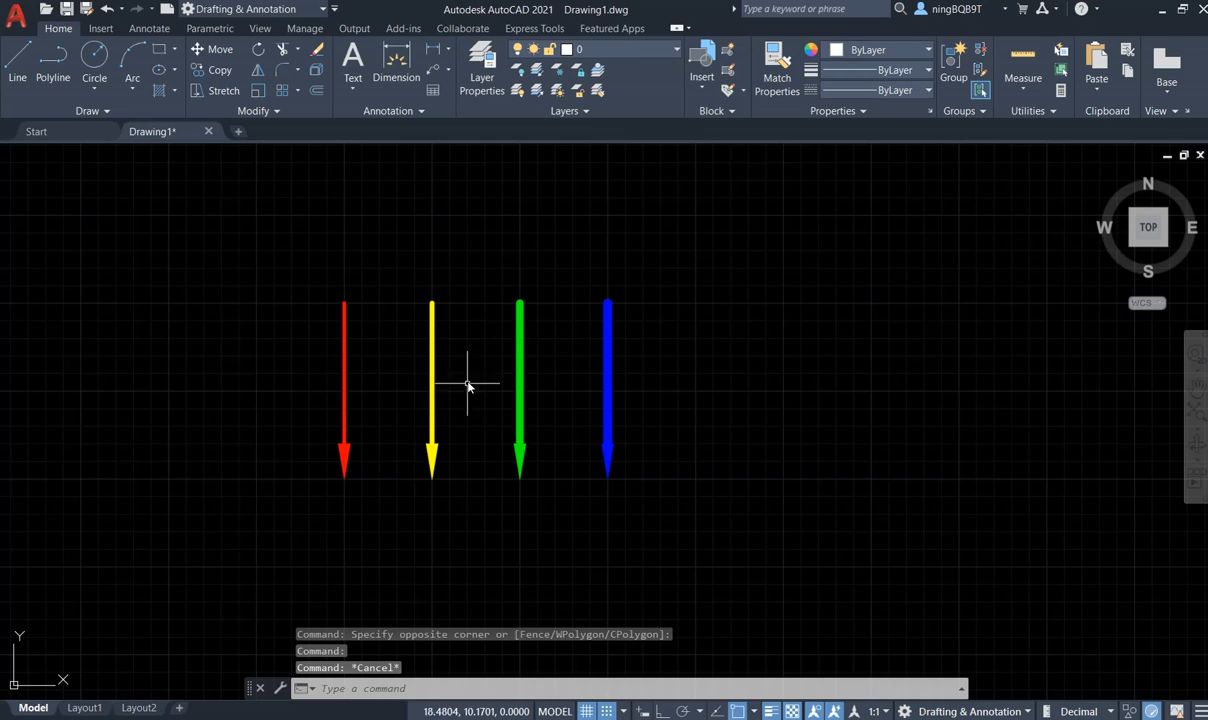 Drafting & Annotation
Autodesk AutoCAD 2021 Drawing1.dwg
Type a keyword or phrase
ningBQB9T
Home Insert Annotate Parametric View Manage Output Add-ins Collaborate Express Tools Featured Apps
Line Polyline Circle Arc
Move
Copy
Stretch
Text Dimension
Layer Properties
0
Insert
Match Properties
ByLayer
ByLayer
ByLayer
Group
Measure
Paste
Base
Draw Modify Annotation Layers Block Properties Groups Utilities Clipboard View
Start Drawing1*
N
W TOP E
S
WCS
Command: Specify opposite corner or [Fence/WPolygon/CPolygon]:
Command:
Command: *Cancel*
Y
X
Type a command
Model Layout1 Layout2
18.4804, 10.1701, 0.0000 MODEL 1:1 Drafting & Annotation Decimal